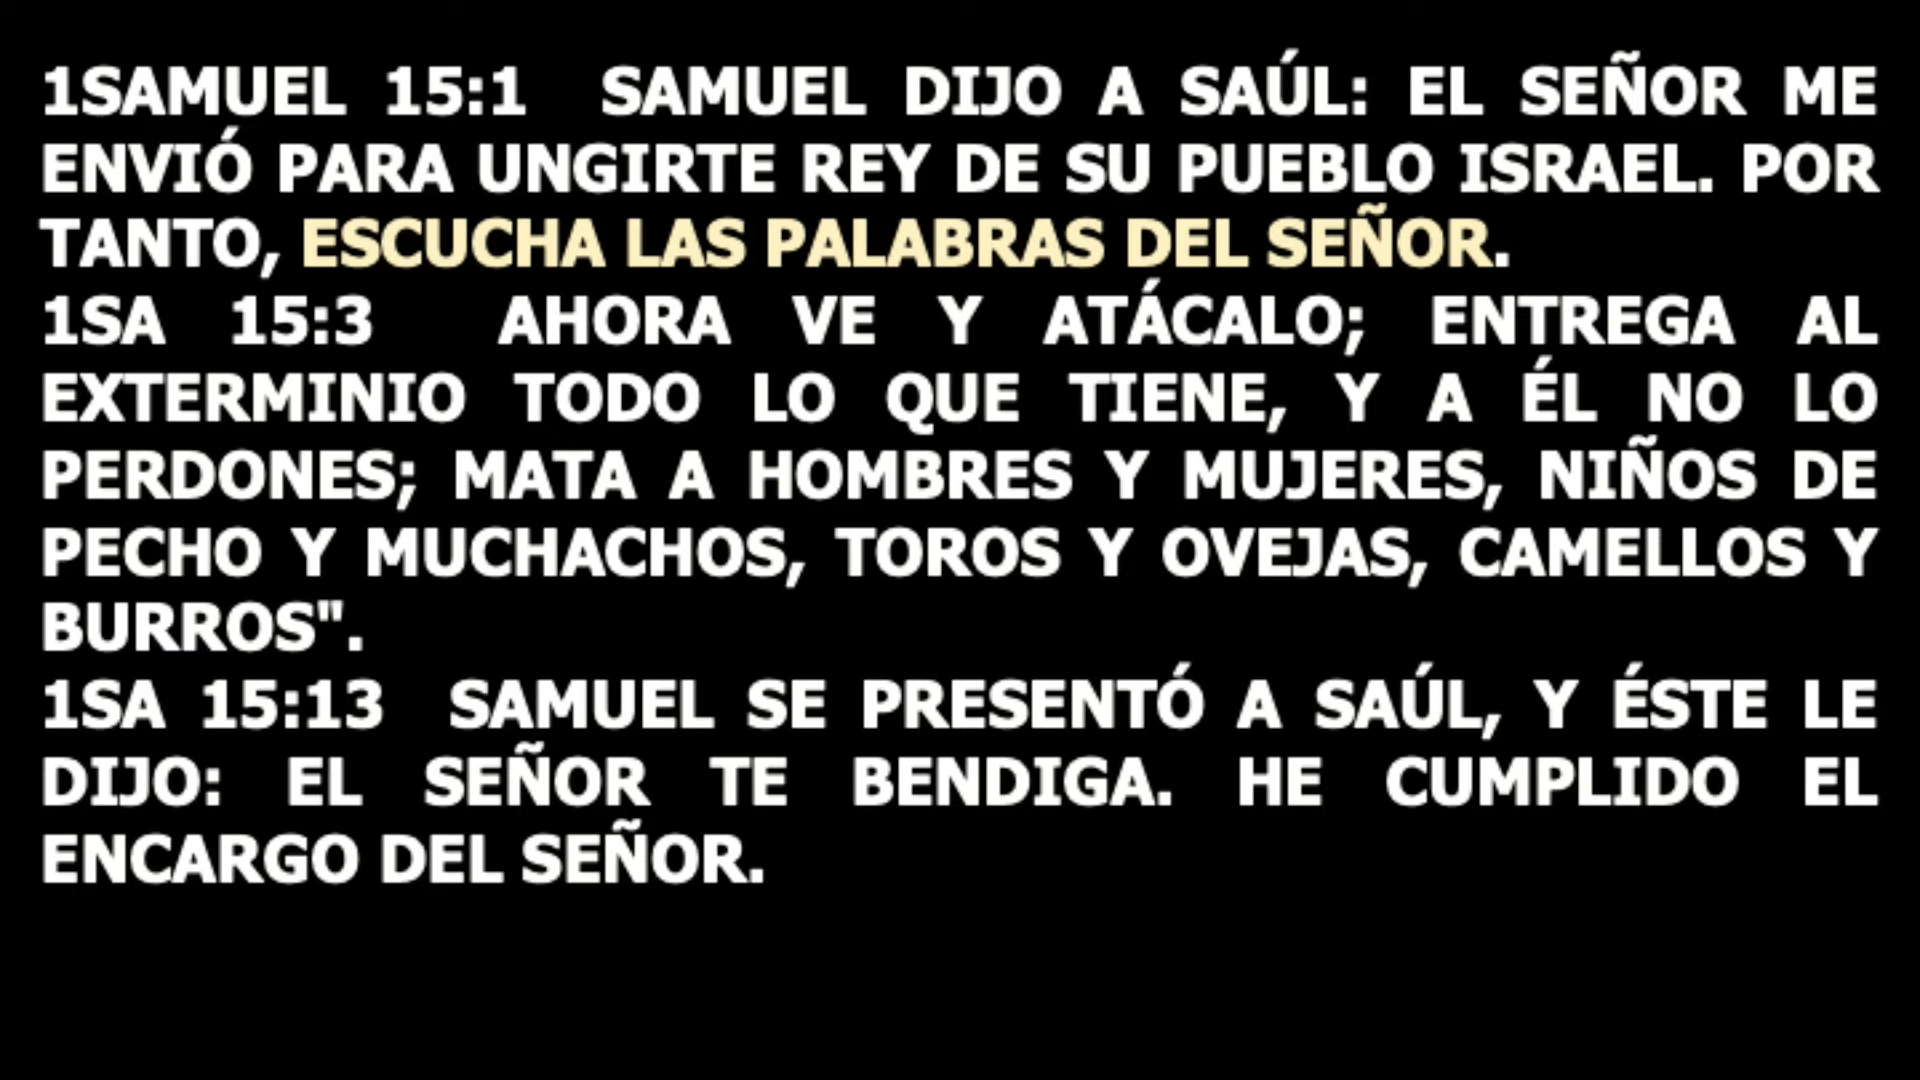 1SAMUEL 15:1 SAMUEL DIJO A SAÚL: EL SEÑOR ME
ENVIÓ PARA UNGIRTE REY DE SU PUEBLO ISRAEL. POR
TANTO, ESCUCHA LAS PALABRAS DEL SEÑOR.
1SA 15:3 AHORA VE Y ATÁCALO; ENTREGA AL
EXTERMINIO TODO LO QUE TIENE, Y A ÉL NO LO
PERDONES; MATA A HOMBRES Y MUJERES, NIÑOS DE
PECHO Y MUCHACHOS, TOROS Y OVEJAS, CAMELLOS Y
BURROS".
1SA 15:13 SAMUEL SE PRESENTÓ A SAÚL, Y ÉSTE LE
DIJO: EL SEÑOR TE BENDIGA. HE CUMPLIDO EL
ENCARGO DEL SEÑOR.